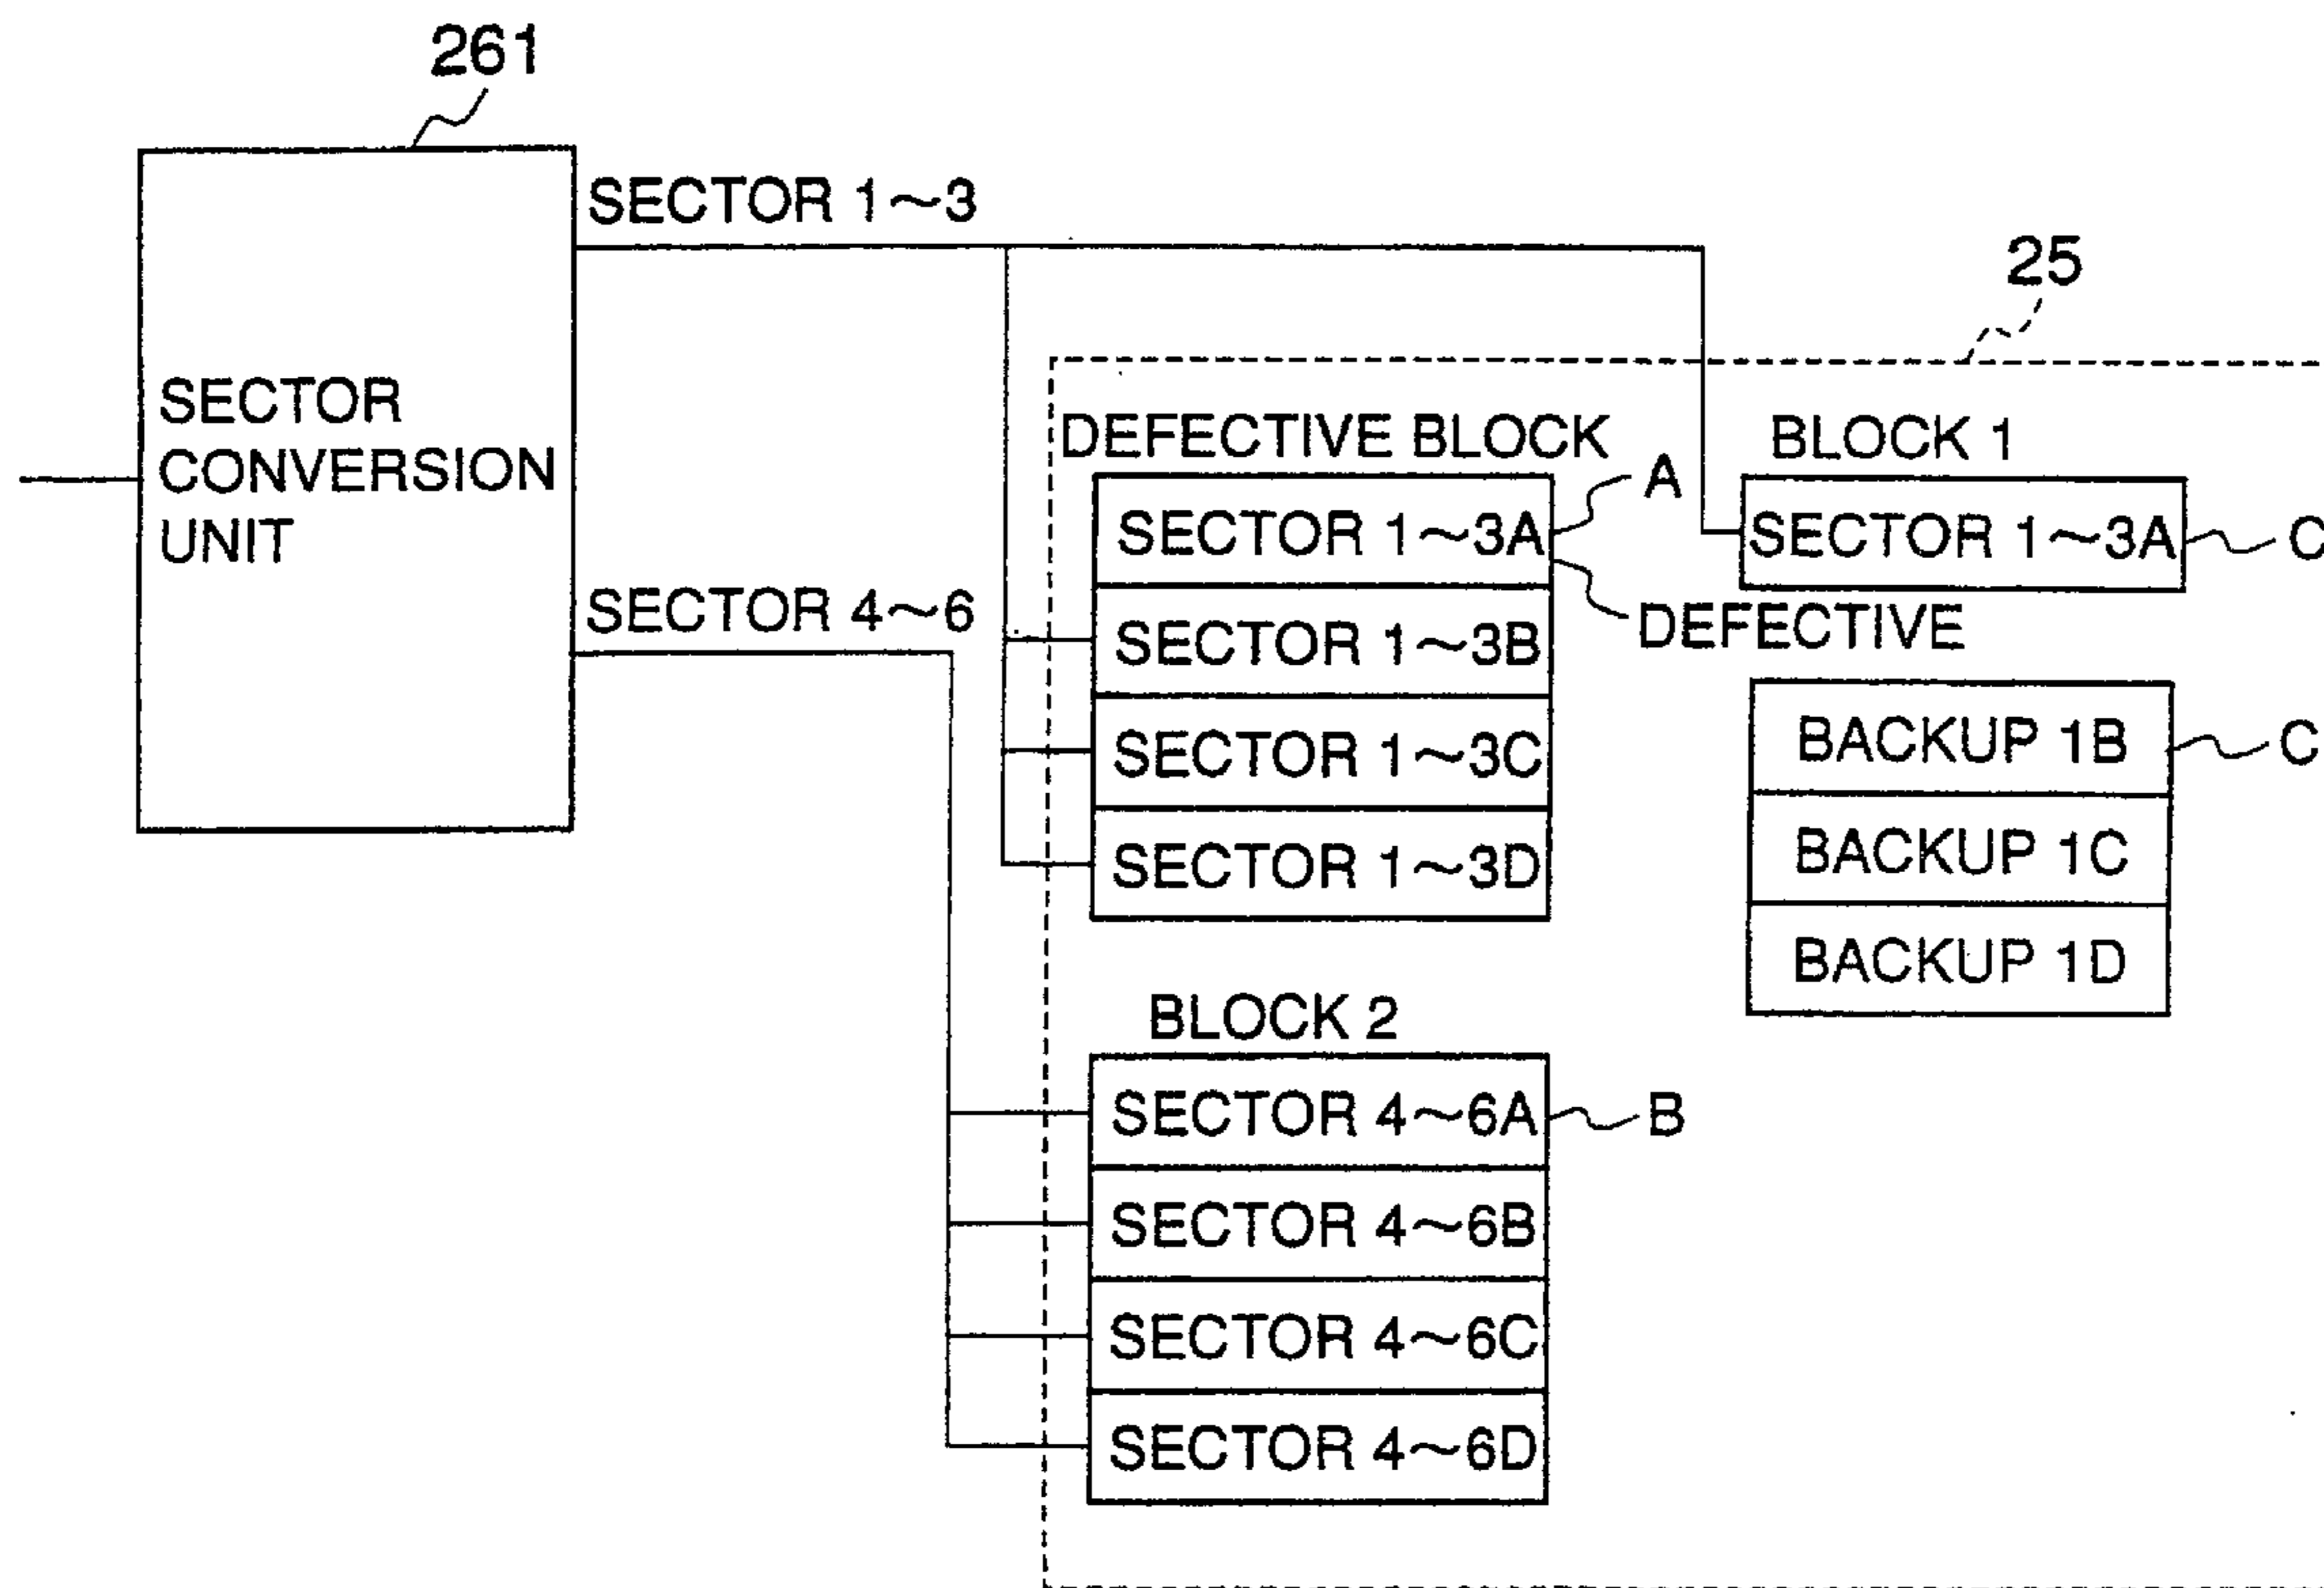 261
SECTOR 1~3
SECTOR
CONVERSION
UNIT
SECTOR 4~6
25
DEFECTIVE BLOCK
SECTOR 1~3A
A
DEFECTIVE
SECTOR 1~3B
SECTOR 1~3C
SECTOR 1~3D
BLOCK 1
SECTOR 1~3A
C
BACKUP 1B
C
BACKUP 1C
BACKUP 1D
BLOCK 2
SECTOR 4~6A
B
SECTOR 4~6B
SECTOR 4~6C
SECTOR 4~6D